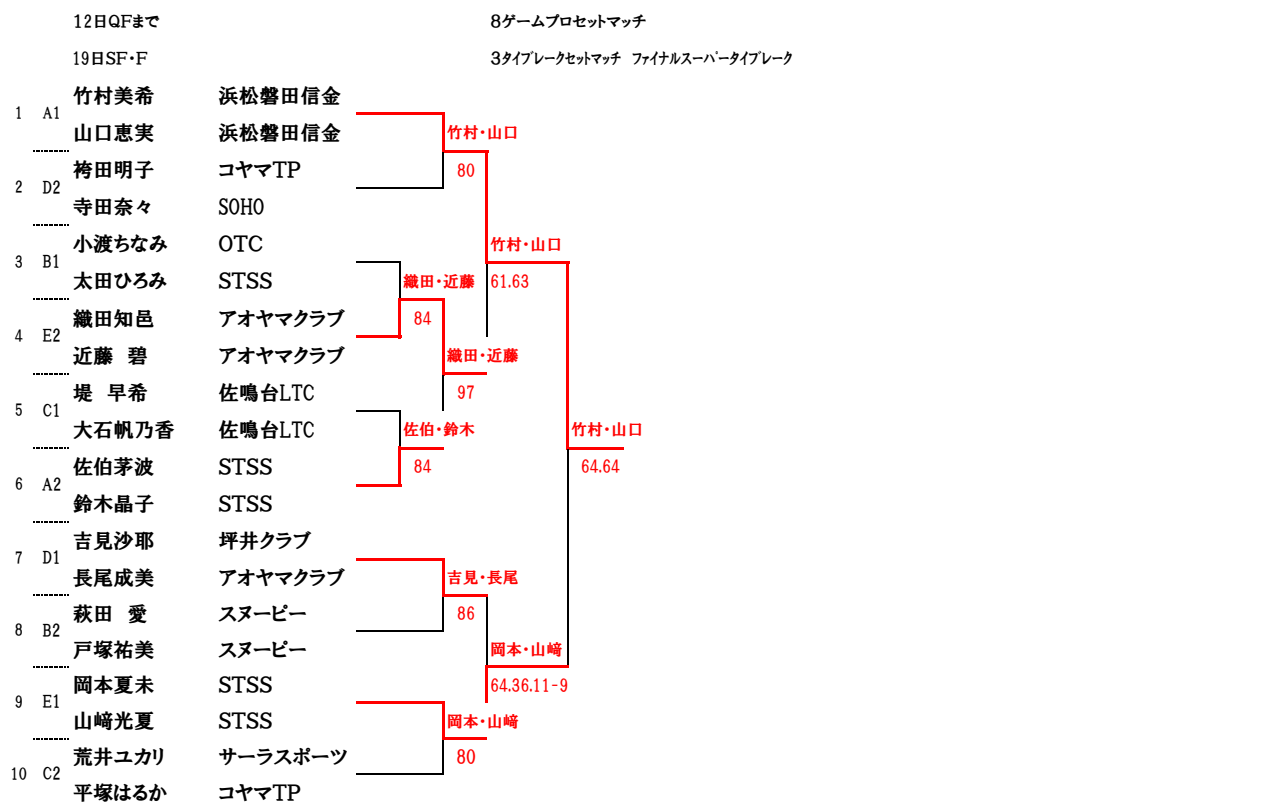 12日QFまで 8ゲームプロセットマッチ
19日SF・F 3タイブレークセットマッチ ファイナルスーパータイブレーク
竹村美希 浜松磐田信金
1 A1
山口恵実 浜松磐田信金 竹村・山口
袴田明子 コヤマTP 80
2 D2
寺田奈々 SOHO
小渡ちなみ OTC 竹村・山口
3 B1
太田ひろみ STSS 織田・近藤 61.63
織田知邑 アオヤマクラブ 84
4 E2
近藤 碧 アオヤマクラブ 織田・近藤
堤 早希 佐鳴台LTC 97
5 C1
大石帆乃香 佐鳴台LTC 佐伯・鈴木 竹村・山口
佐伯茅波 STSS 84 64.64
6 A2
鈴木晶子 STSS
吉見沙耶 坪井クラブ
7 D1
長尾成美 アオヤマクラブ 吉見・長尾
萩田 愛 スヌーピー 86
8 B2
戸塚祐美 スヌーピー 岡本・山﨑
岡本夏未 STSS 64.36.11-9
9 E1
山﨑光夏 STSS 岡本・山﨑
荒井ユカリ サーラスポーツ 80
10 C2
平塚はるか コヤマTP